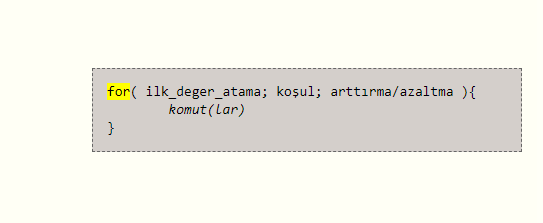 for( ilk_deger_atama; koşul; arttırma/azaltma ){
komut(lar)
}